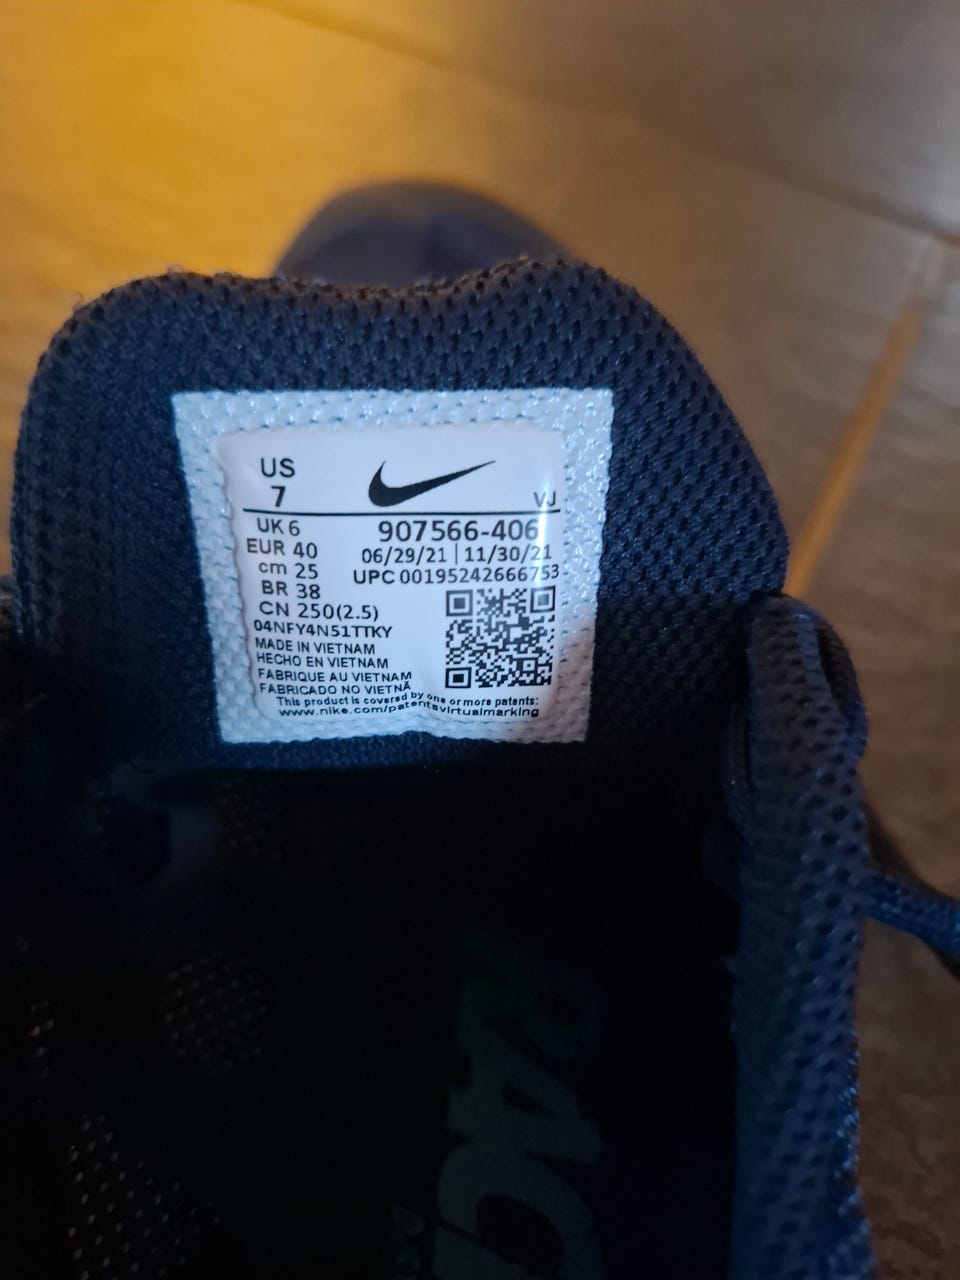 US
7
VJ
UK 6
907566-406
EUR 40
06/29/21 | 11/30/21
cm 25
UPC 00195242666753
BR 38
CN 250(2.5)
04NFY4N51TTKY
MADE IN VIETNAM
HECHO EN VIETNAM
FABRIQUE AU VIETNAM
FABRICADO NO VIETNÃ
This product is covered by one or more patents:
www.nike.com/patentsvirtualmarking